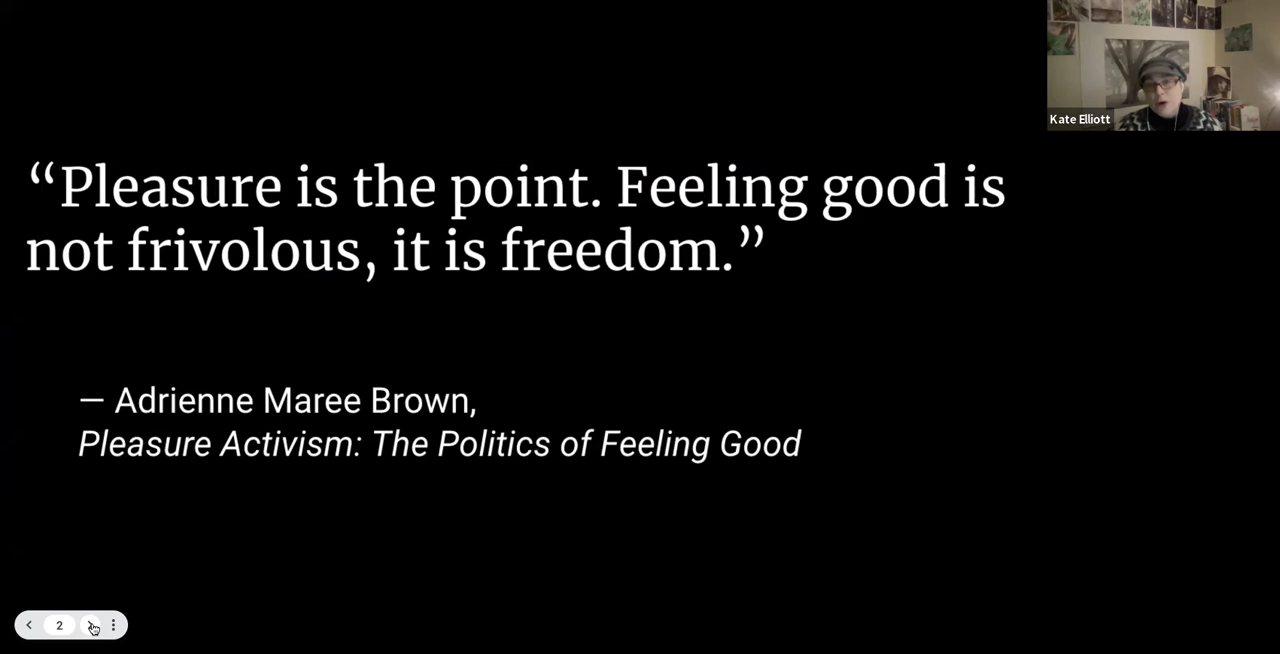 Kate Elliott
“Pleasure is the point. Feeling good is
not frivolous, it is freedom.”
— Adrienne Maree Brown,
Pleasure Activism: The Politics of Feeling Good
2